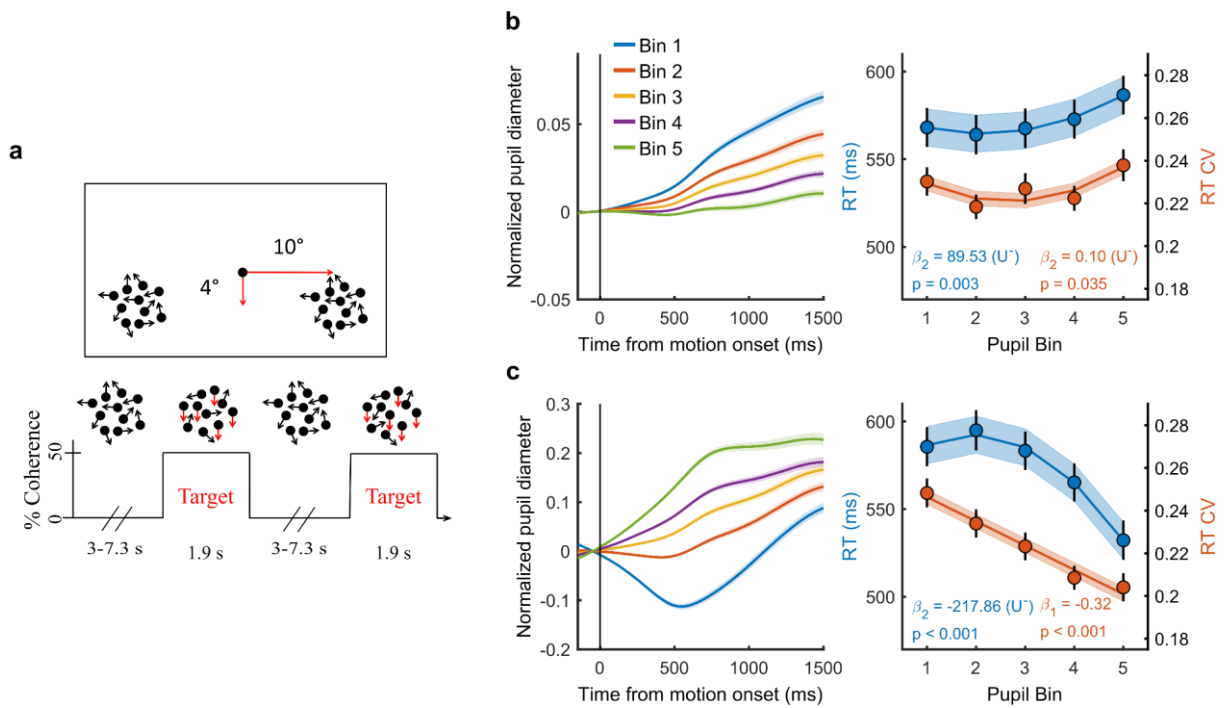 a
10°
4°
% Coherence
50
0
Target
Target
3-7.3 s
1.9 s
3-7.3 s
1.9 s
b
Normalized pupil diameter
0.05
0
-0.05
Bin 1
Bin 2
Bin 3
Bin 4
Bin 5
0
500
1000
1500
Time from motion onset (ms)
RT (ms)
600
550
500
β2 = 89.53 (U-)
p = 0.003
β2 = 0.10 (U-)
p = 0.035
0.28
0.26
0.24
0.22
0.2
0.18
RT CV
1 2 3 4 5
Pupil Bin
c
Normalized pupil diameter
0.3
0.2
0.1
0
-0.1
-0.2
0
500
1000
1500
Time from motion onset (ms)
RT (ms)
600
550
500
β2 = -217.86 (U-)
p < 0.001
β1 = -0.32
p < 0.001
0.28
0.26
0.24
0.22
0.2
0.18
RT CV
1 2 3 4 5
Pupil Bin